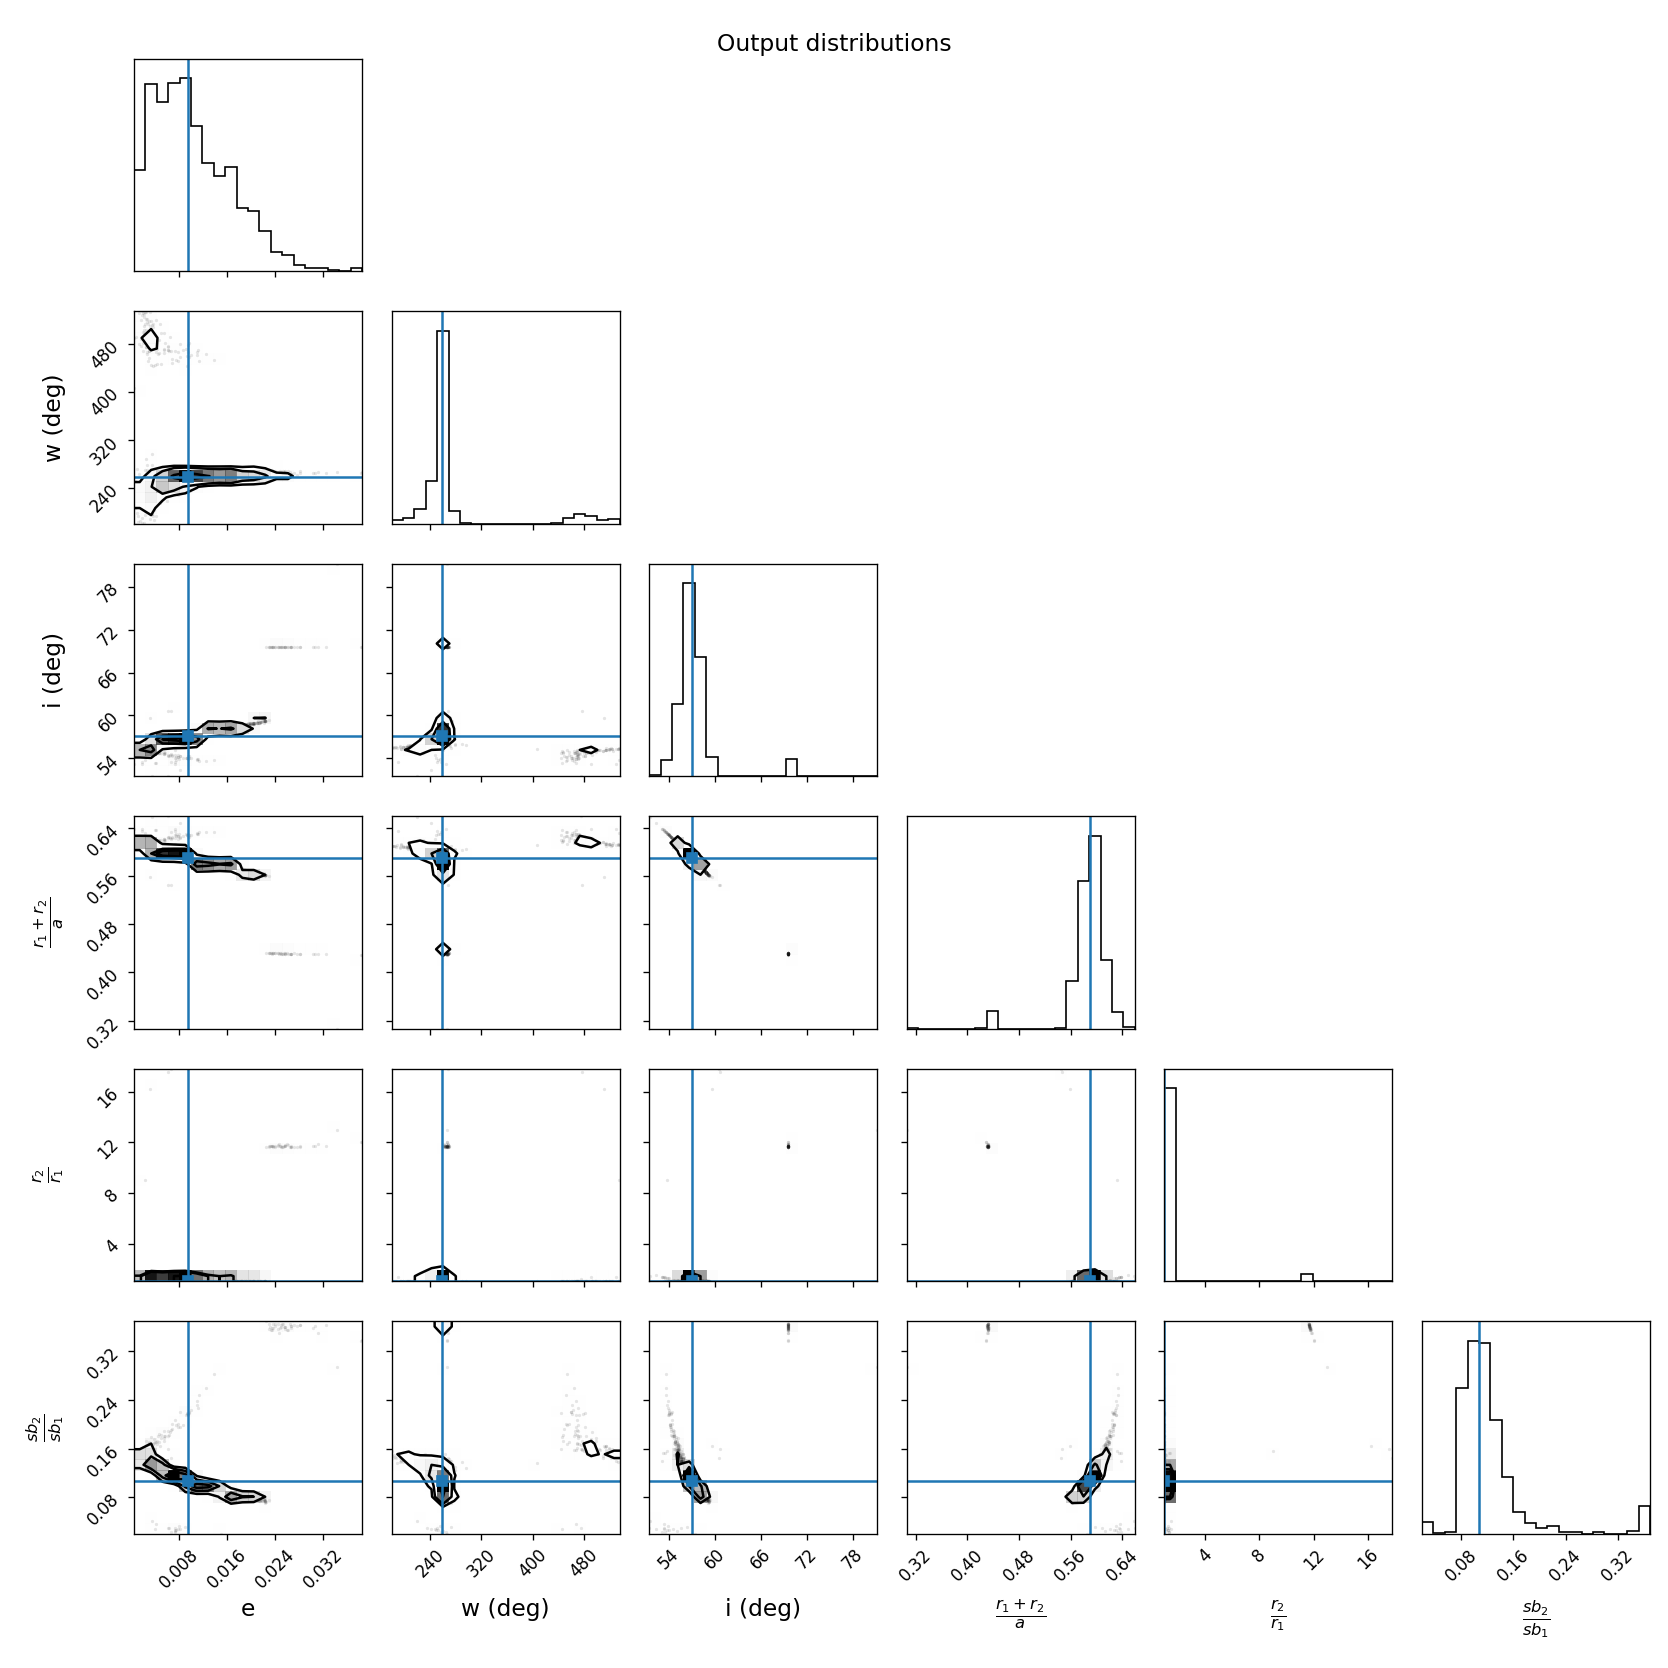 Output distributions
w (deg)
480
400
320
240
i (deg)
78
72
66
60
54
r₁ + r₂
a
0.64
0.56
0.48
0.40
0.32
r₂
r₁
16
12
8
4
sb₂
sb₁
0.32
0.24
0.16
0.08
0.008 0.016 0.024 0.032 240 320 400 480 54 60 66 72 78 0.32 0.40 0.48 0.56 0.64 4 8 12 16 0.08 0.16 0.24 0.32
e w (deg) i (deg)
r₁ + r₂ r₂ sb₂
a r₁ sb₁